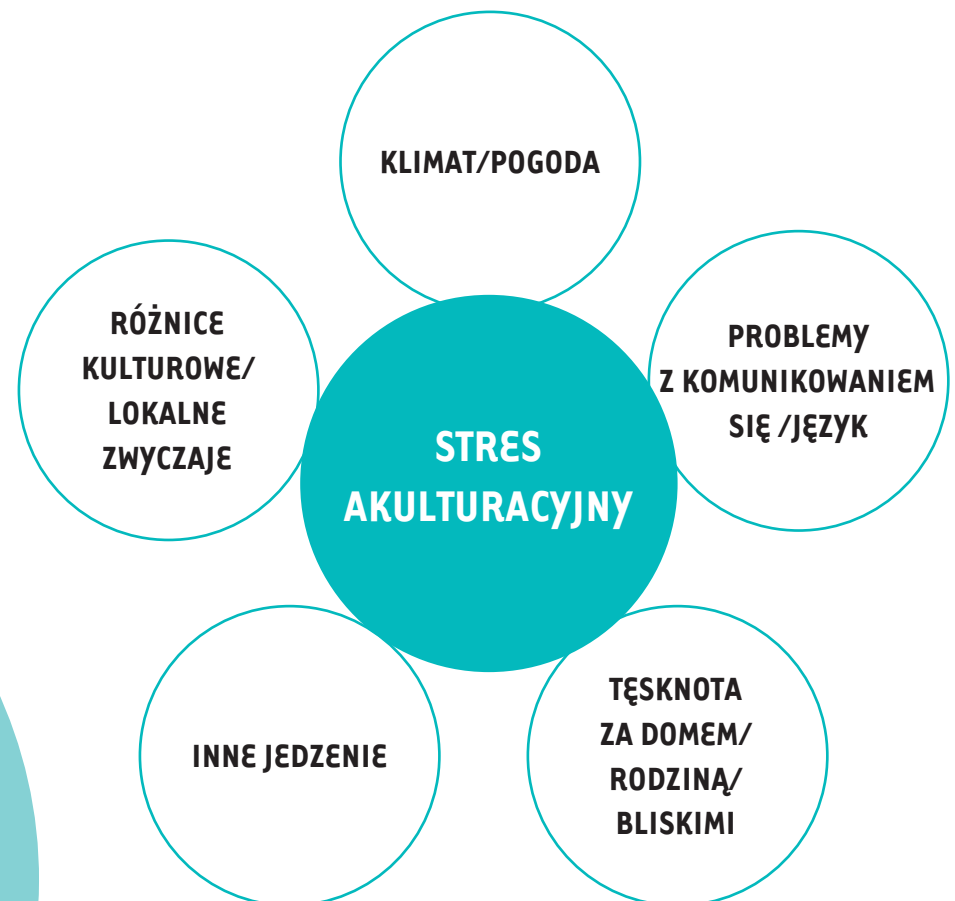 KLIMAT/POGODA
RÓŻNICE
KULTUROWE/
LOKALNE
ZWYCZAJE
PROBLEMY
Z KOMUNIKOWANIEM
SIĘ /JĘZYK
STRES
AKULTURACYJNY
INNE JEDZENIE
TĘSKNOTA
ZA DOMEM/
RODZINĄ/
BLISKIMI